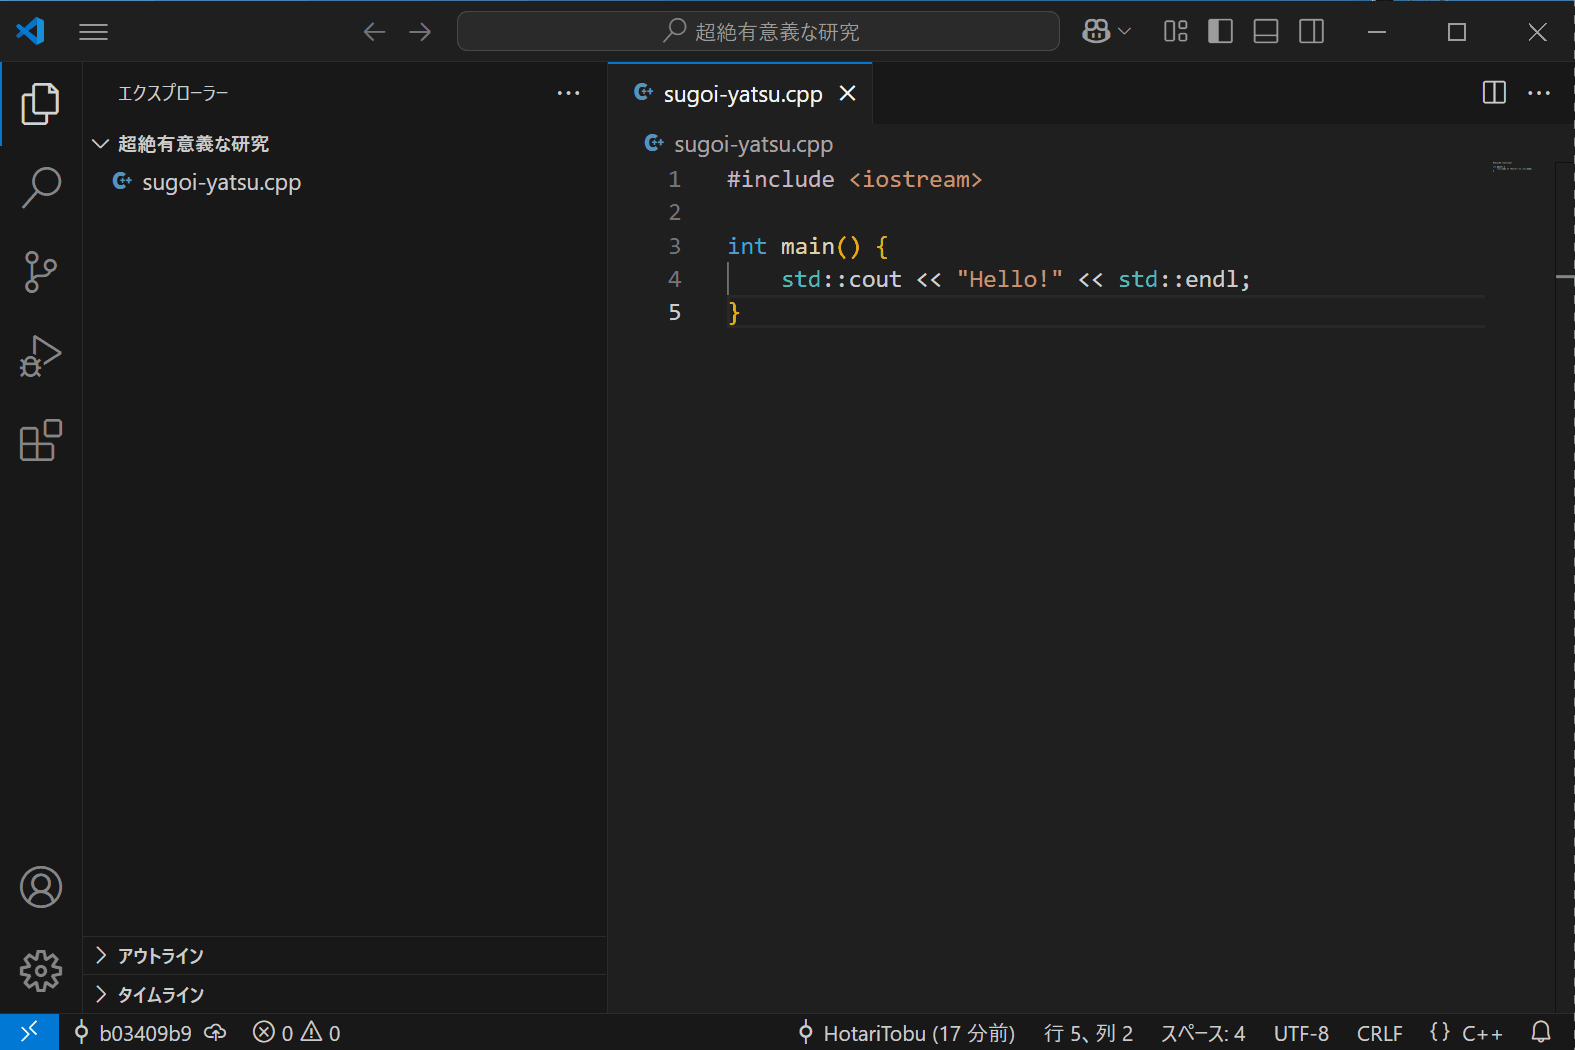 超絶有意義な研究
エクスプローラー
超絶有意義な研究
sugoi-yatsu.cpp
アウトライン
タイムライン
sugoi-yatsu.cpp
sugoi-yatsu.cpp
1 #include <iostream>
2
3 int main() {
4 std::cout << "Hello!" << std::endl;
5 }
b03409b9 0 0 HotariTobu (17 分前) 行 5、列 2 スペース: 4 UTF-8 CRLF {} C++